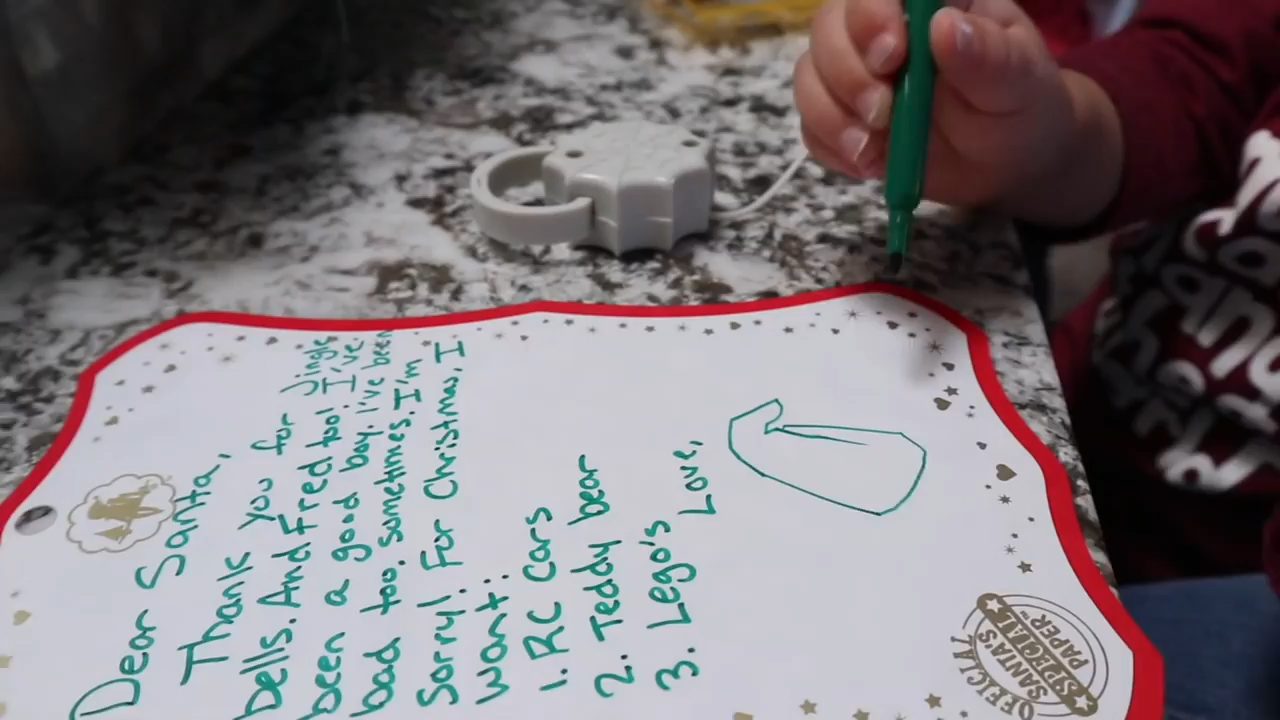 Dear Santa,
Thank you for Jingle
bells. And Fred too! I've
been a good boy. I've been
bad too, sometimes. I'm
Sorry! For Christmas, I
want:
1. RC Cars
2. Teddy bear
3. Lego's
Love,
OFFICIAL
SANTA'S
SPECIAL
PAPER™